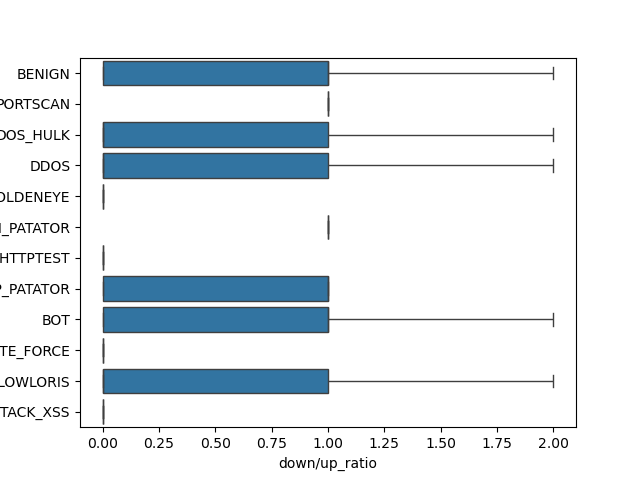 BENIGN
PORTSCAN
DOS_HULK
DDOS
OLDENEYE
_PATATOR
HTTPTEST
P_PATATOR
BOT
TE_FORCE
LOWLORIS
TACK_XSS
0.00 0.25 0.50 0.75 1.00 1.25 1.50 1.75 2.00
down/up_ratio